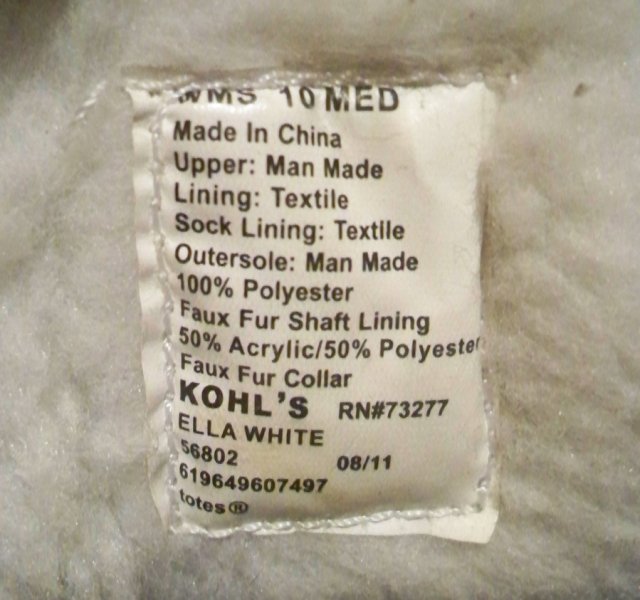 WMS 10 MED
Made In China
Upper: Man Made
Lining: Textile
Sock Lining: Textile
Outersole: Man Made
100% Polyester
Faux Fur Shaft Lining
50% Acrylic/50% Polyester
Faux Fur Collar
KOHL'S RN#73277
ELLA WHITE
56802 08/11
619649607497
totes®